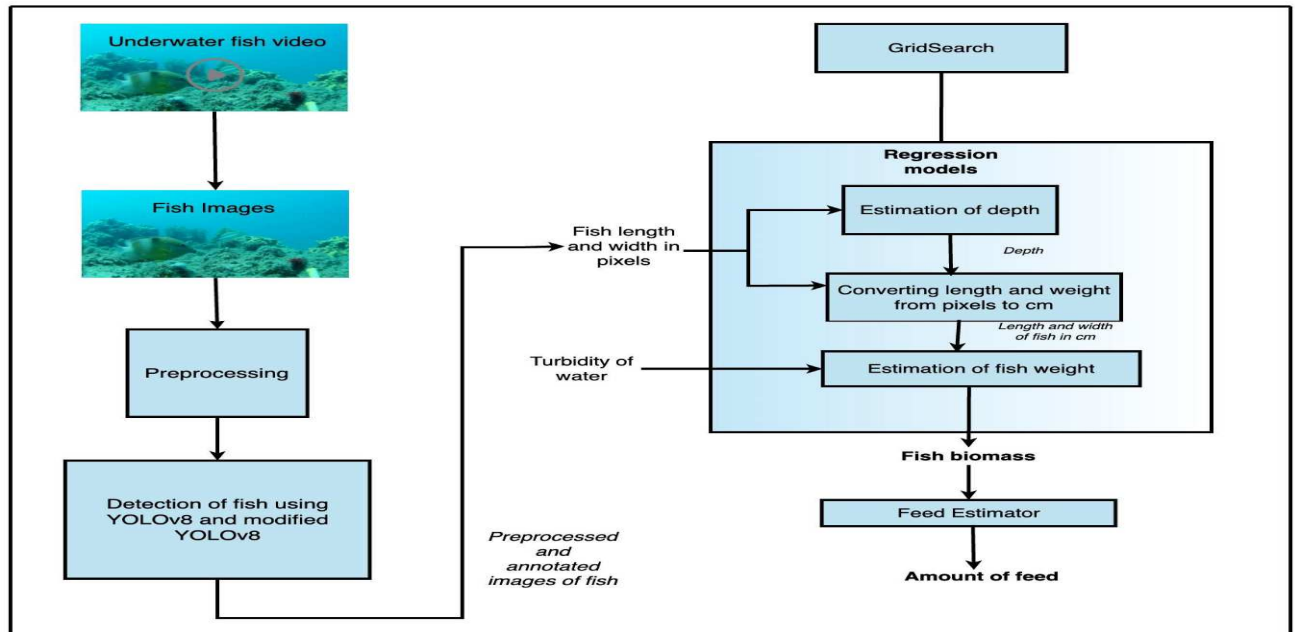 Underwater fish video
Fish Images
Preprocessing
Detection of fish using
YOLOv8 and modified
YOLOv8
Preprocessed
and
annotated
images of fish
Fish length
and width in
pixels
Turbidity of
water
GridSearch
Regression
models
Estimation of depth
Depth
Converting length and weight
from pixels to cm
Length and width
of fish in cm
Estimation of fish weight
Fish biomass
Feed Estimator
Amount of feed